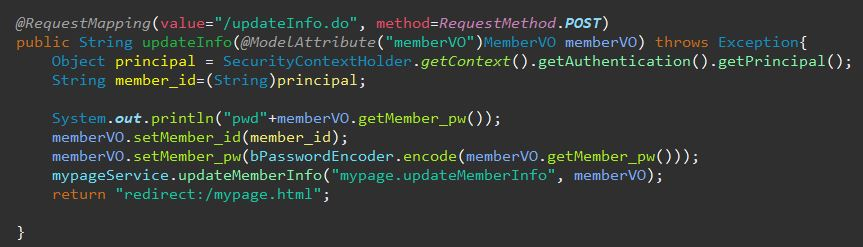 @RequestMapping(value="/updateInfo.do", method=RequestMethod.POST)
public String updateInfo(@ModelAttribute("memberVO")MemberVO memberVO) throws Exception{
    Object principal = SecurityContextHolder.getContext().getAuthentication().getPrincipal();
    String member_id=(String)principal;

    System.out.println("pwd"+memberVO.getMember_pw());
    memberVO.setMember_id(member_id);
    memberVO.setMember_pw(bPasswordEncoder.encode(memberVO.getMember_pw()));
    mypageService.updateMemberInfo("mypage.updateMemberInfo", memberVO);
    return "redirect:/mypage.html";

}